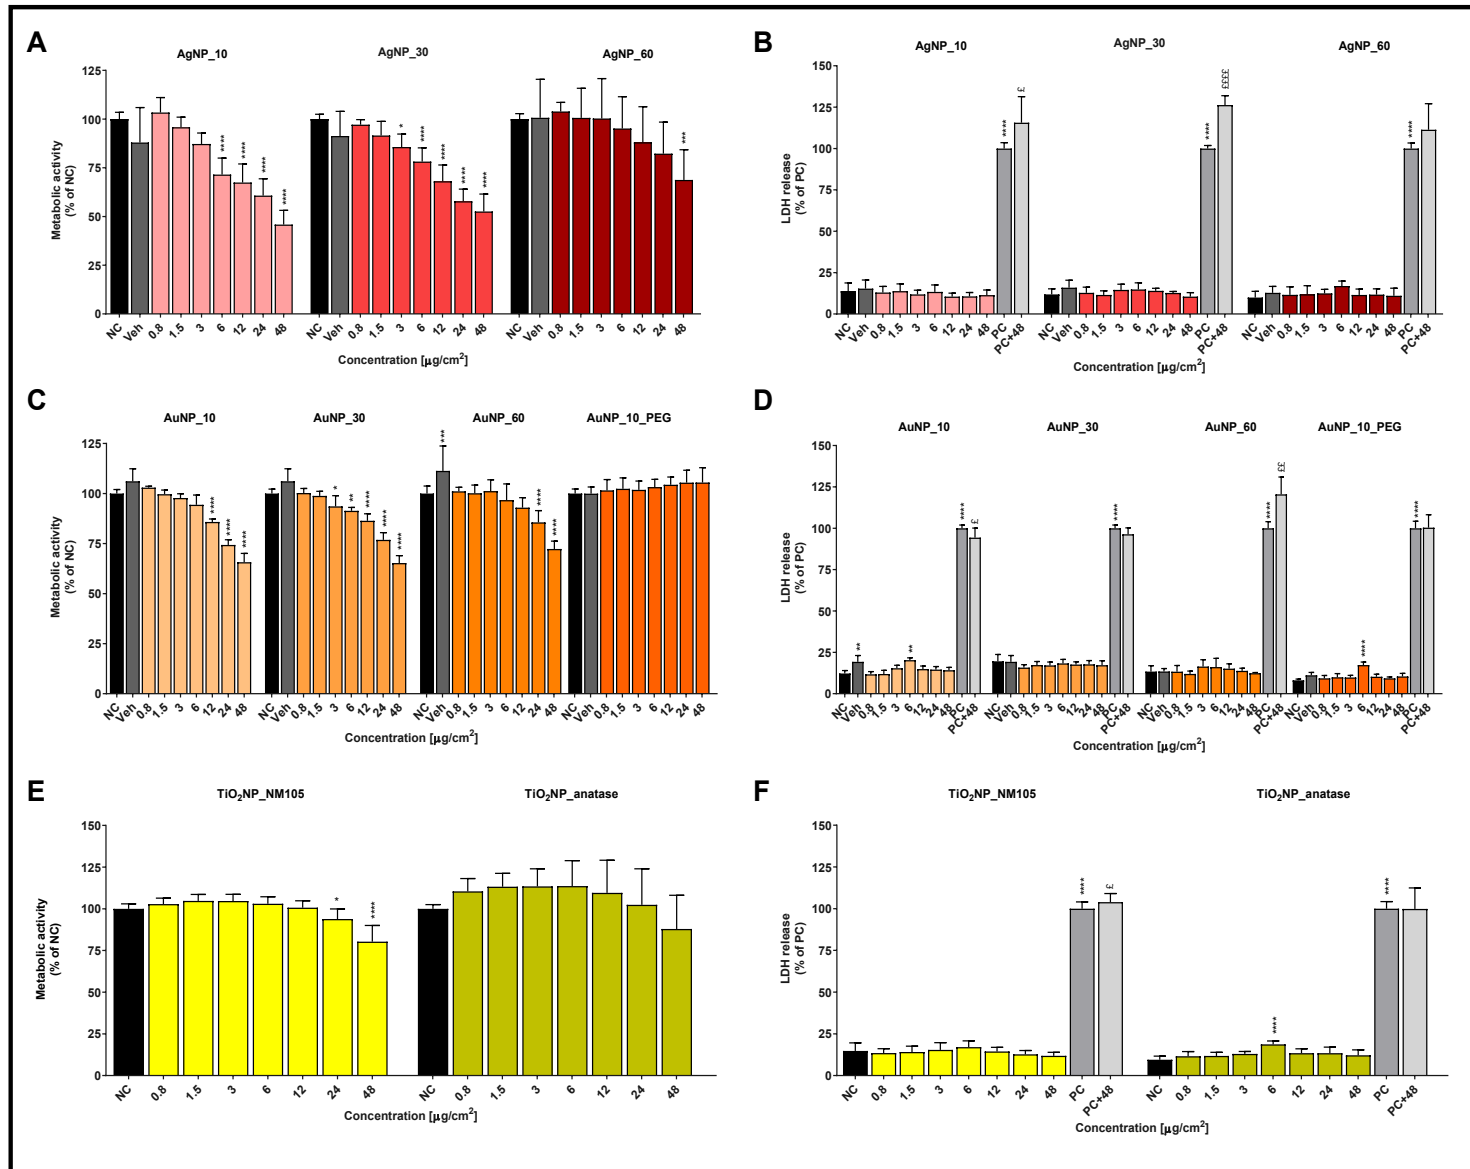 A
AgNP_10 AgNP_30 AgNP_60
Metabolic activity
(% of NC)
125
100
75
50
25
0
**** **** **** ****
* **** **** **** ****
***
NC Veh 0.8 1.5 3 6 12 24 48 NC Veh 0.8 1.5 3 6 12 24 48 NC Veh 0.8 1.5 3 6 12 24 48
Concentration [µg/cm²]
B
AgNP_10 AgNP_30 AgNP_60
LDH release
(% of PC)
150
125
100
75
50
25
0
**** £ **** ££££ ****
NC Veh 0.8 1.5 3 6 12 24 48 PC PC+48 NC Veh 0.8 1.5 3 6 12 24 48 PC PC+48 NC Veh 0.8 1.5 3 6 12 24 48 PC PC+48
Concentration [µg/cm²]
C
AuNP_10 AuNP_30 AuNP_60 AuNP_10_PEG
Metabolic activity
(% of NC)
125
100
75
50
25
0
**** **** ****
* ** **** **** ****
*** **** ****
NC Veh 0.8 1.5 3 6 12 24 48 NC Veh 0.8 1.5 3 6 12 24 48 NC Veh 0.8 1.5 3 6 12 24 48 NC Veh 0.8 1.5 3 6 12 24 48
Concentration [µg/cm²]
D
AuNP_10 AuNP_30 AuNP_60 AuNP_10_PEG
LDH release
(% of PC)
150
125
100
75
50
25
0
** ** **** £ **** **** ££ **** ****
NC Veh 0.8 1.5 3 6 12 24 48 PC PC+48 NC Veh 0.8 1.5 3 6 12 24 48 PC PC+48 NC Veh 0.8 1.5 3 6 12 24 48 PC PC+48 NC Veh 0.8 1.5 3 6 12 24 48 PC PC+48
Concentration [µg/cm²]
E
TiO₂NP_NM105 TiO₂NP_anatase
Metabolic activity
(% of NC)
150
125
100
75
50
25
0
* ****
NC 0.8 1.5 3 6 12 24 48 NC 0.8 1.5 3 6 12 24 48
Concentration [µg/cm²]
F
TiO₂NP_NM105 TiO₂NP_anatase
LDH release
(% of PC)
150
125
100
75
50
25
0
**** £ **** ****
NC 0.8 1.5 3 6 12 24 48 PC PC+48 NC 0.8 1.5 3 6 12 24 48 PC PC+48
Concentration [µg/cm²]